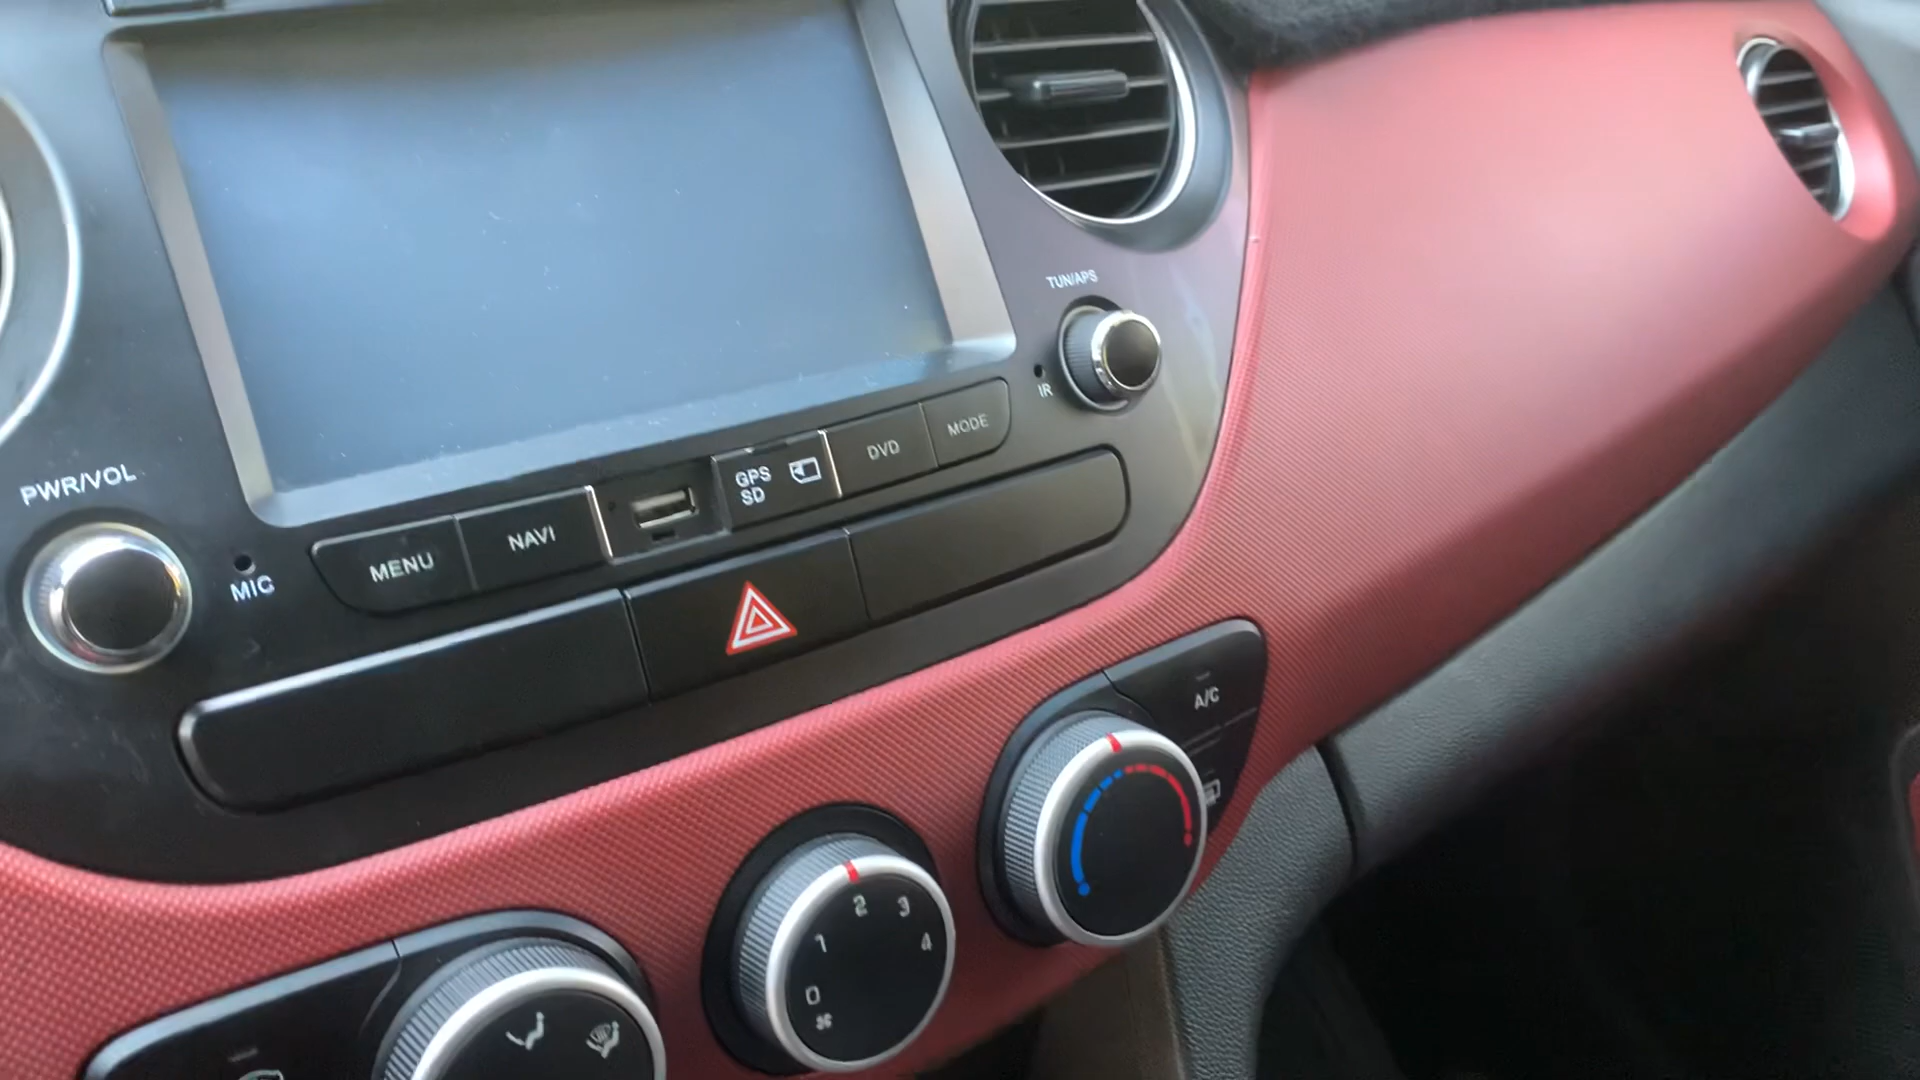 TUN/APS
IR
PWR/VOL
MIC
MENU
NAVI
GPS
SD
DVD
MODE
A/C
0
1
2
3
4